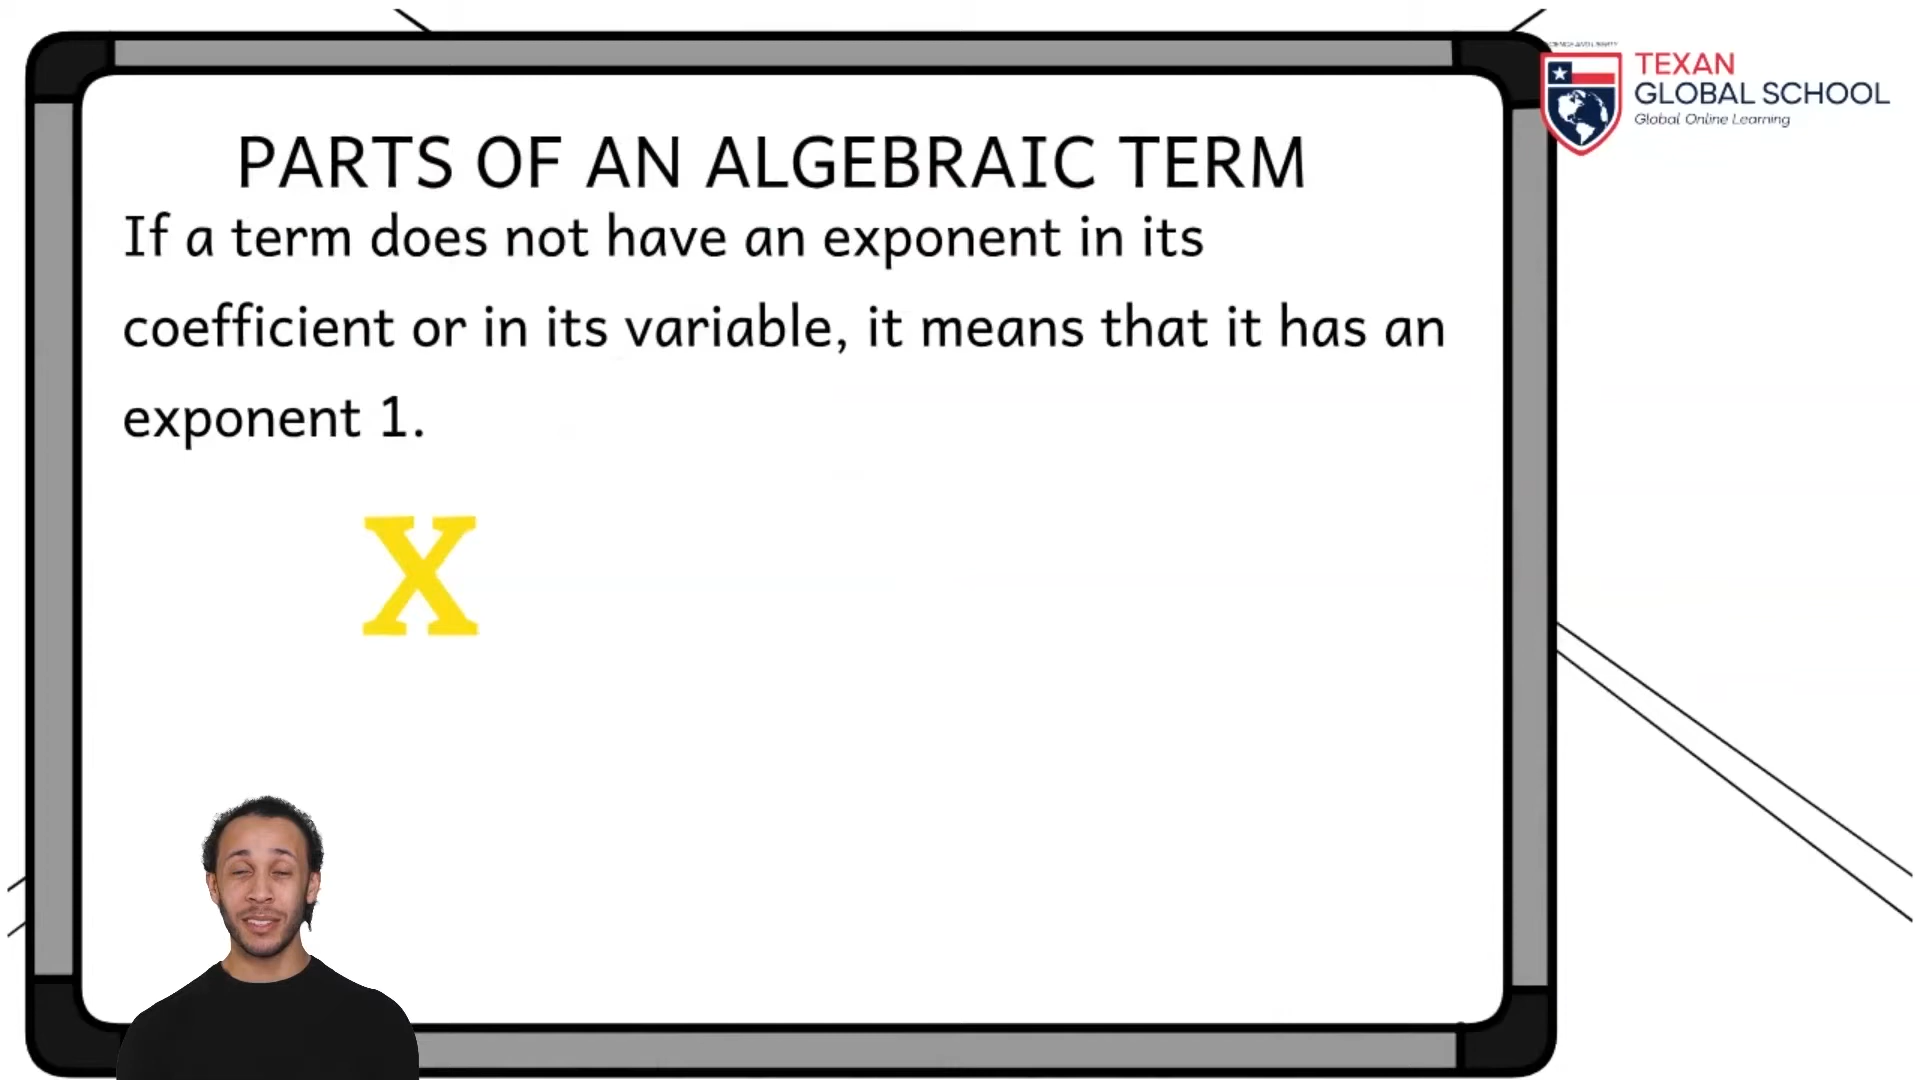 PARTS OF AN ALGEBRAIC TERM
If a term does not have an exponent in its
coefficient or in its variable, it means that it has an
exponent 1.
X
TEXAN
GLOBAL SCHOOL
Global Online Learning